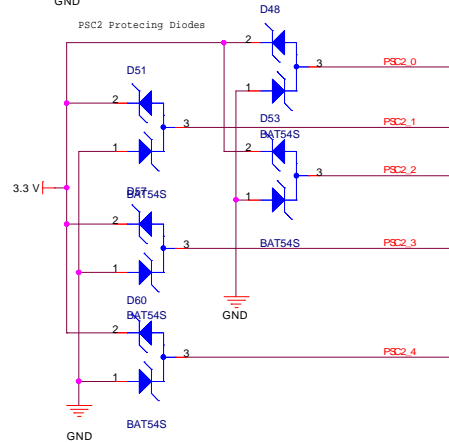 GND
PSC2 Protecing Diodes
D48
2
3
PSC2_0
1
D51
2
3
PSC2_1
1
BAT54S
D53
BAT54S
2
3
PSC2_2
1
BAT54S
3.3 V
D57
2
3
PSC2_3
1
GND
D60
BAT54S
2
3
PSC2_4
1
BAT54S
GND